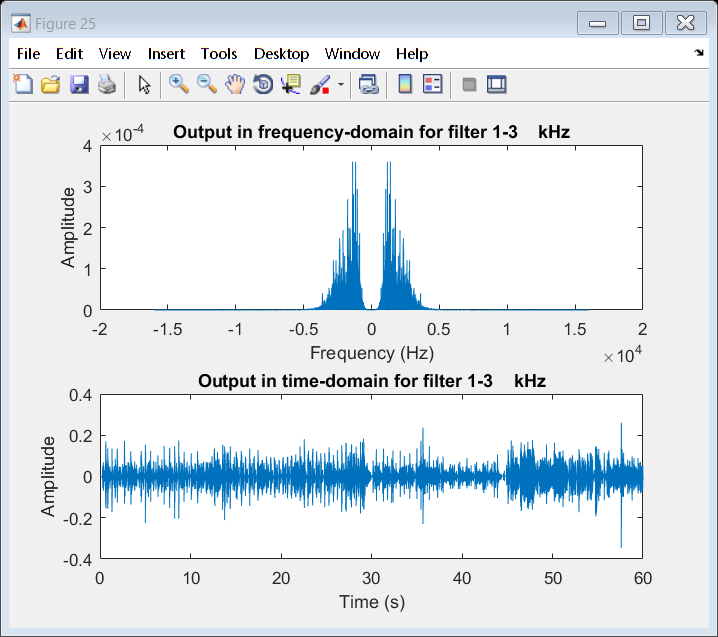 Figure 25
File Edit View Insert Tools Desktop Window Help
×10^-4
Output in frequency-domain for filter 1-3 kHz
4
3
2
1
0
Amplitude
-2 -1.5 -1 -0.5 0 0.5 1 1.5 2
Frequency (Hz)
×10^4
Output in time-domain for filter 1-3 kHz
0.4
0.2
0
-0.2
-0.4
Amplitude
0 10 20 30 40 50 60
Time (s)